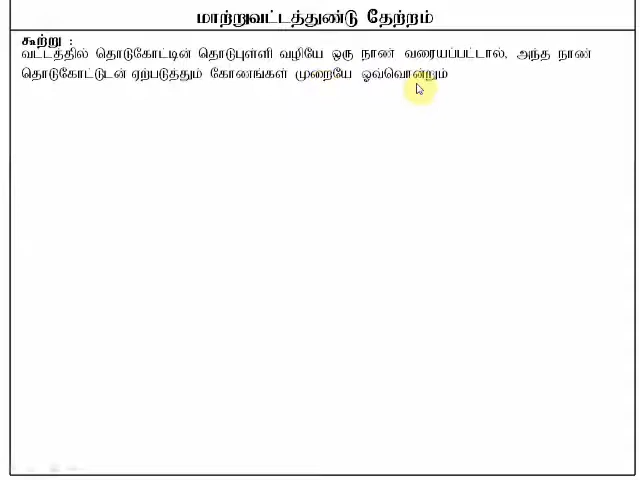 மாற்றுவட்டத்துண்டு தேற்றம்
கூற்று :
வட்டத்தில் தொடுகோட்டின் தொடுபுள்ளி வழியே ஒரு நாண் வரையப்பட்டால், அந்த நாண்
தொடுகோட்டுடன் ஏற்படுத்தும் கோணங்கள் முறையே ஒவ்வொன்றும்